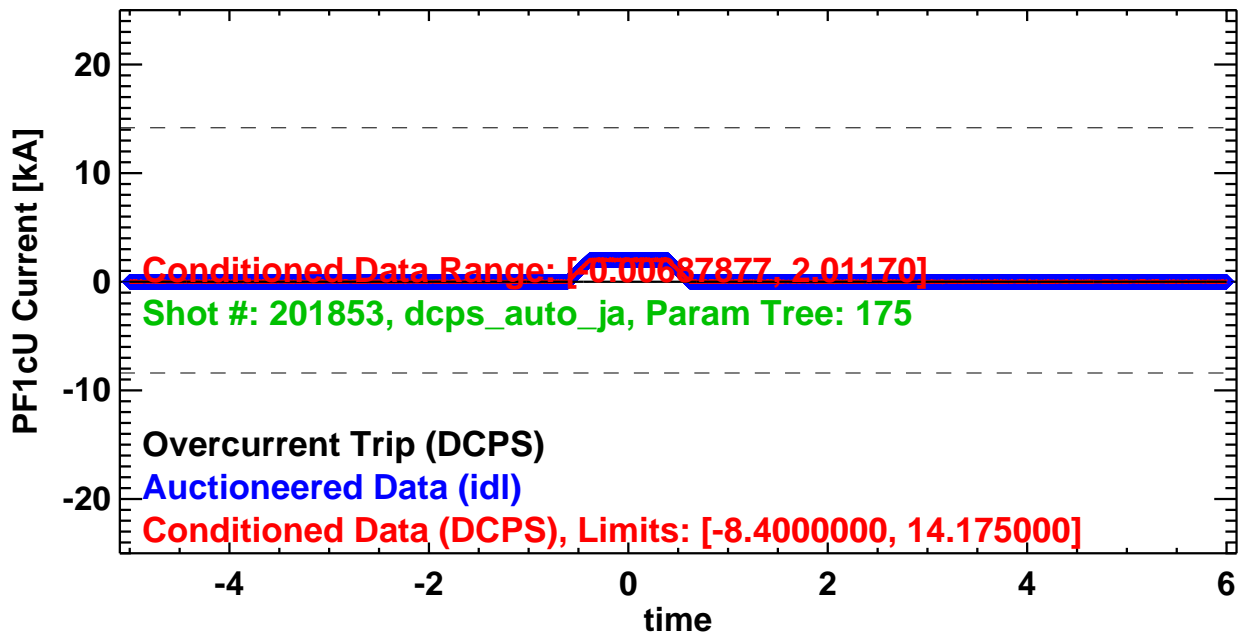 20
10
0
-10
-20
PF1cU Current [kA]
Conditioned Data Range: [-0.00687877, 2.01170]
Shot #: 201853, dcps_auto_ja, Param Tree: 175
Overcurrent Trip (DCPS)
Auctioneered Data (idl)
Conditioned Data (DCPS), Limits: [-8.4000000, 14.175000]
-4 -2 0 2 4 6
time